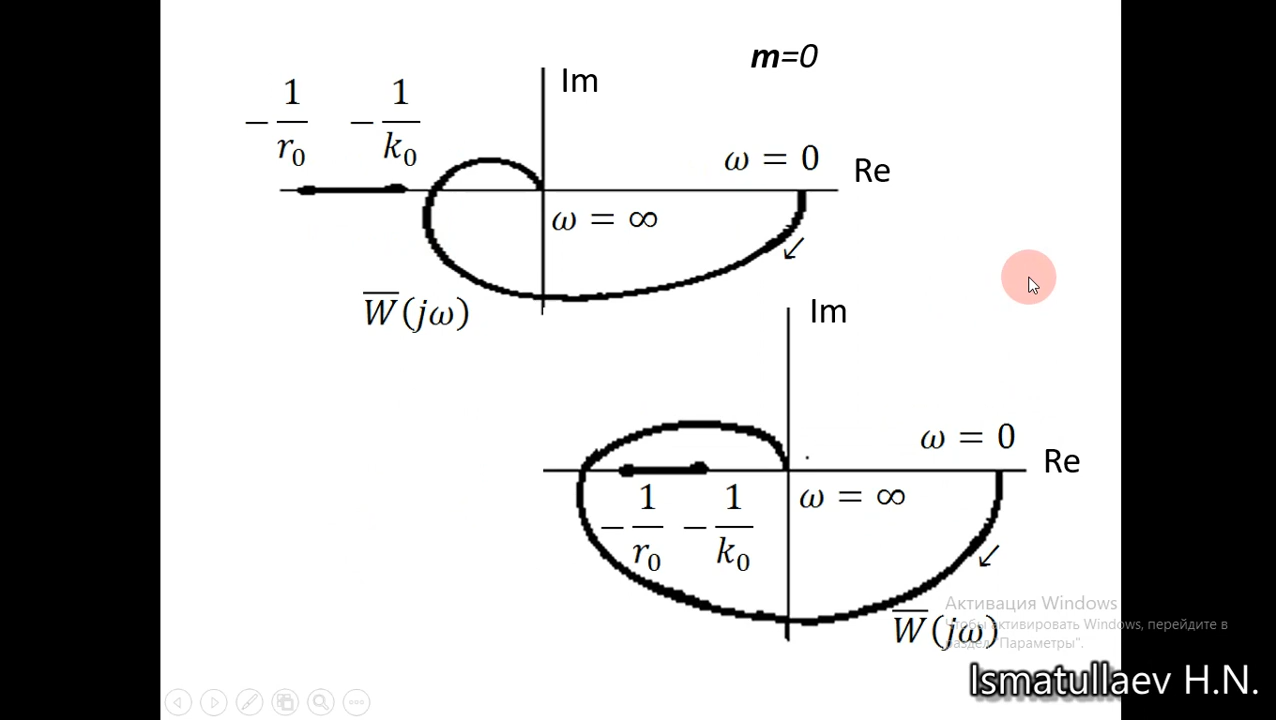 m=0
Im
− 1/r₀ − 1/k₀
ω = 0
Re
ω = ∞
W̅(jω)
Im
ω = 0
Re
ω = ∞
− 1/r₀ − 1/k₀
W̅(jω)
Активация Windows
Чтобы активировать Windows, перейдите в
раздел "Параметры".
Ismatullaev H.N.